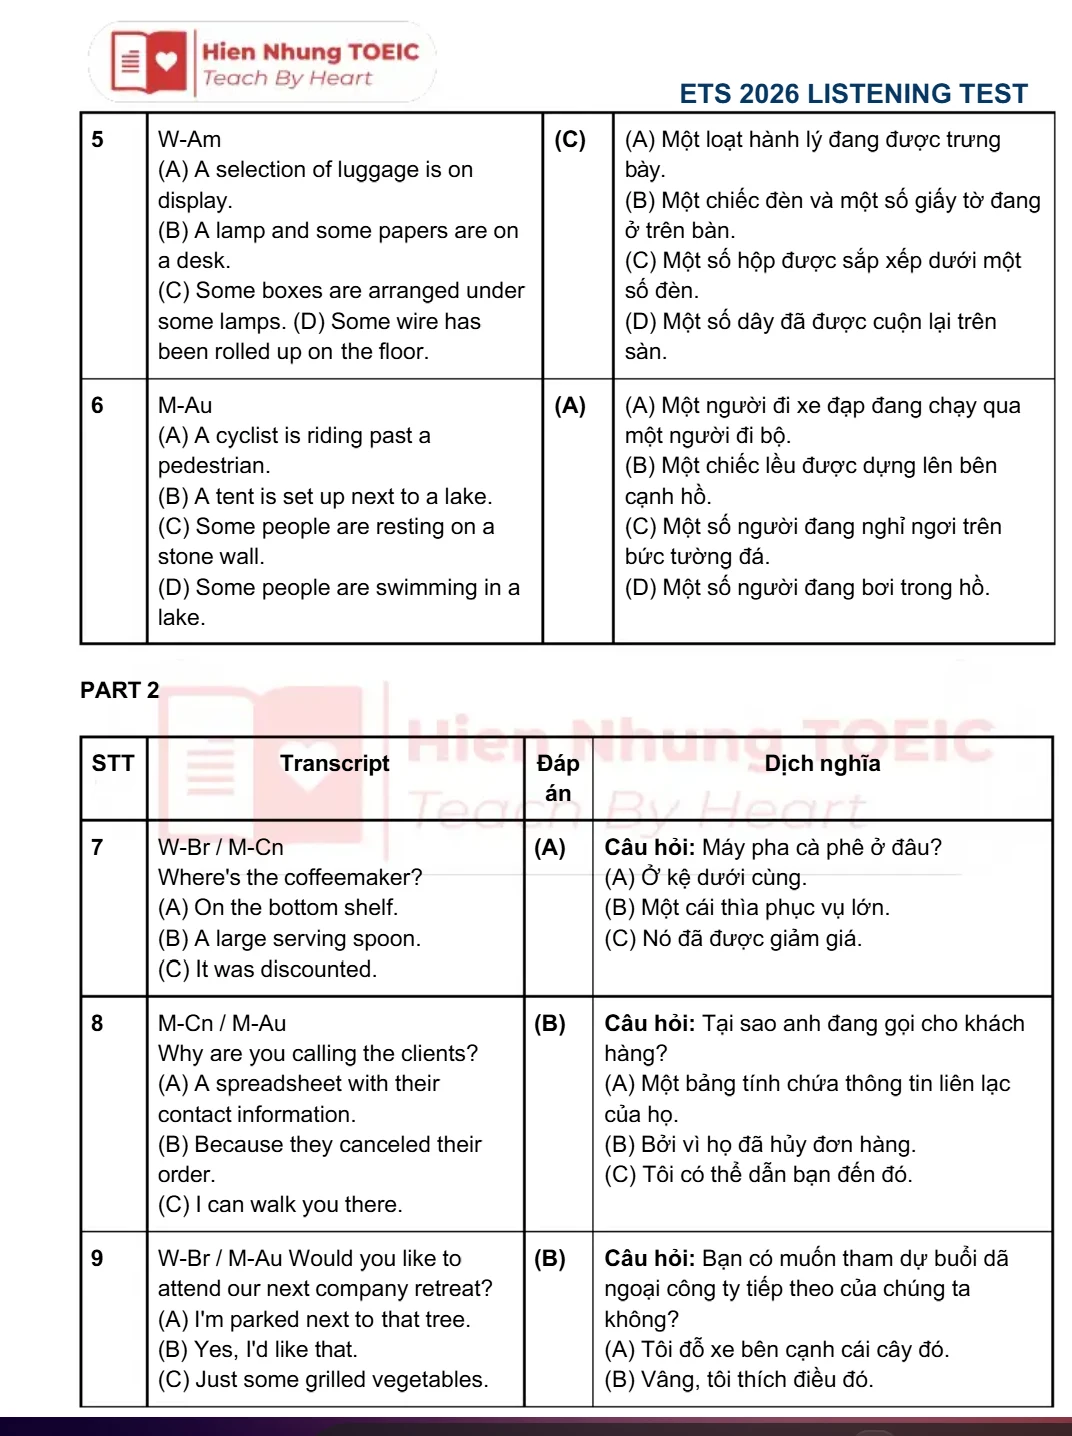 Hien Nhung TOEIC
Teach By Heart
ETS 2026 LISTENING TEST
5
W-Am
(A) A selection of luggage is on
display.
(B) A lamp and some papers are on
a desk.
(C) Some boxes are arranged under
some lamps. (D) Some wire has
been rolled up on the floor.
(C)
(A) Một loạt hành lý đang được trưng
bày.
(B) Một chiếc đèn và một số giấy tờ đang
ở trên bàn.
(C) Một số hộp được sắp xếp dưới một
số đèn.
(D) Một số dây đã được cuộn lại trên
sàn.
6
M-Au
(A) A cyclist is riding past a
pedestrian.
(B) A tent is set up next to a lake.
(C) Some people are resting on a
stone wall.
(D) Some people are swimming in a
lake.
(A)
(A) Một người đi xe đạp đang chạy qua
một người đi bộ.
(B) Một chiếc lều được dựng lên bên
cạnh hồ.
(C) Một số người đang nghỉ ngơi trên
bức tường đá.
(D) Một số người đang bơi trong hồ.
PART 2
Hien Nhung TOEIC
Teach By Heart
STT
Transcript
Đáp
án
Dịch nghĩa
7
W-Br / M-Cn
Where's the coffeemaker?
(A) On the bottom shelf.
(B) A large serving spoon.
(C) It was discounted.
(A)
Câu hỏi: Máy pha cà phê ở đâu?
(A) Ở kệ dưới cùng.
(B) Một cái thìa phục vụ lớn.
(C) Nó đã được giảm giá.
8
M-Cn / M-Au
Why are you calling the clients?
(A) A spreadsheet with their
contact information.
(B) Because they canceled their
order.
(C) I can walk you there.
(B)
Câu hỏi: Tại sao anh đang gọi cho khách
hàng?
(A) Một bảng tính chứa thông tin liên lạc
của họ.
(B) Bởi vì họ đã hủy đơn hàng.
(C) Tôi có thể dẫn bạn đến đó.
9
W-Br / M-Au Would you like to
attend our next company retreat?
(A) I'm parked next to that tree.
(B) Yes, I'd like that.
(C) Just some grilled vegetables.
(B)
Câu hỏi: Bạn có muốn tham dự buổi dã
ngoại công ty tiếp theo của chúng ta
không?
(A) Tôi đỗ xe bên cạnh cái cây đó.
(B) Vâng, tôi thích điều đó.